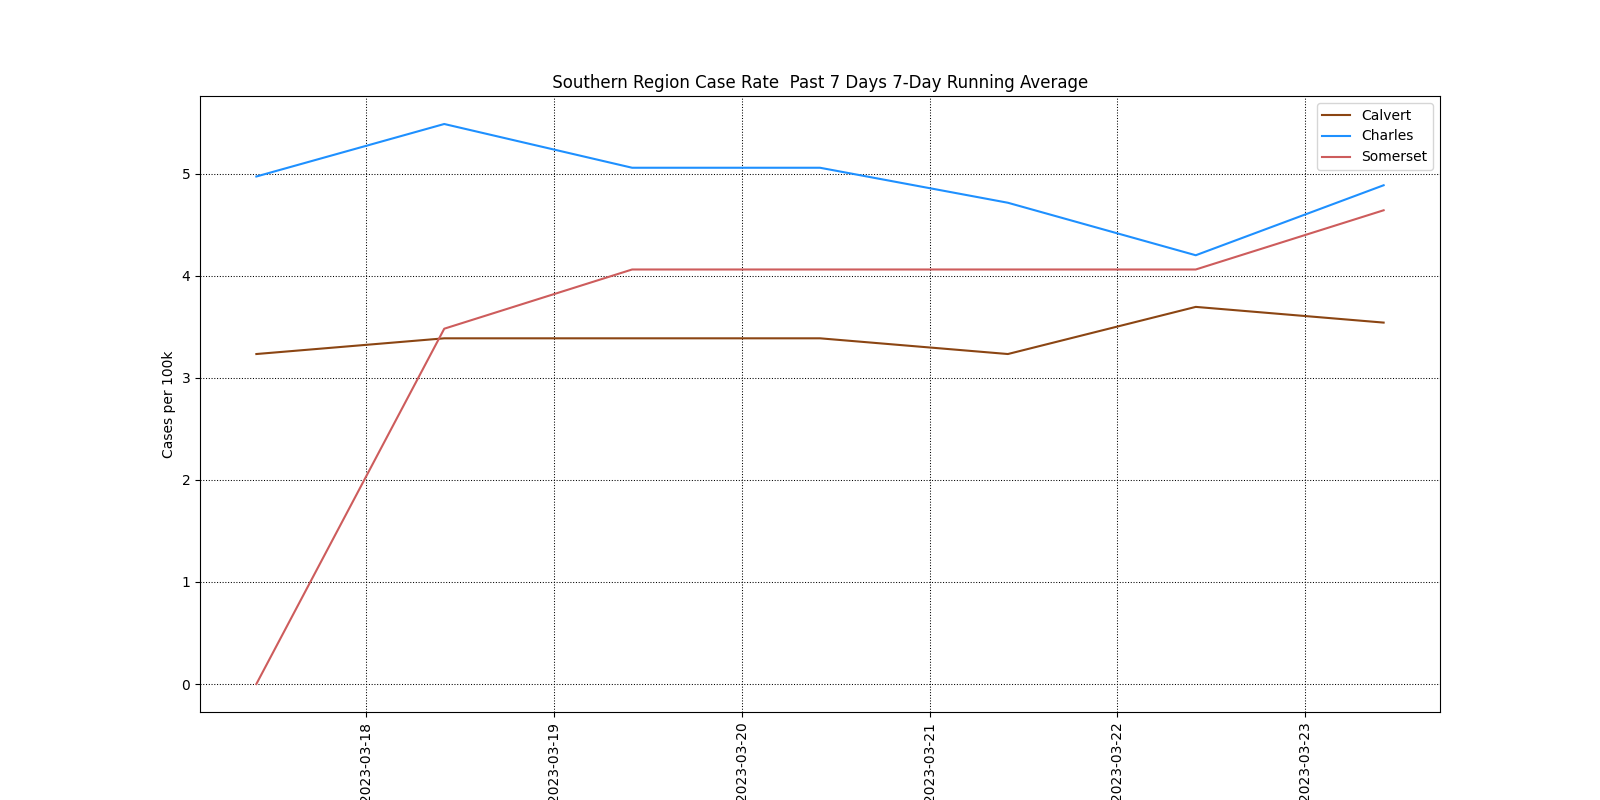 Southern Region Case Rate  Past 7 Days 7-Day Running Average
Calvert
Charles
Somerset
Cases per 100k
5
4
3
2
1
0
2023-03-18
2023-03-19
2023-03-20
2023-03-21
2023-03-22
2023-03-23